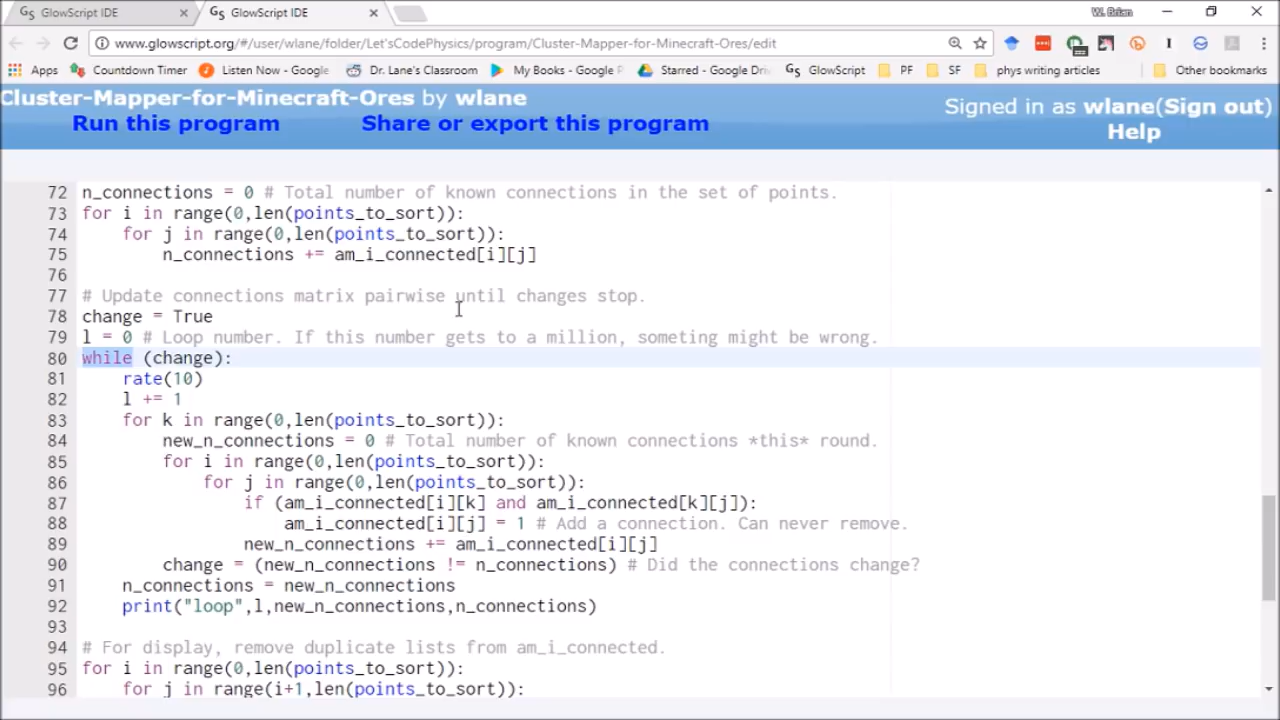 GlowScript IDE
GlowScript IDE
W. Brian
www.glowscript.org/#/user/wlane/folder/Let'sCodePhysics/program/Cluster-Mapper-for-Minecraft-Ores/edit
Apps Countdown Timer Listen Now - Google Dr. Lane's Classroom My Books - Google P Starred - Google Driv GlowScript PF SF phys writing articles Other bookmarks
Cluster-Mapper-for-Minecraft-Ores by wlane
Signed in as wlane(Sign out)
Run this program Share or export this program
Help
72 n_connections = 0 # Total number of known connections in the set of points.
73 for i in range(0,len(points_to_sort)):
74 for j in range(0,len(points_to_sort)):
75 n_connections += am_i_connected[i][j]
76
77 # Update connections matrix pairwise until changes stop.
78 change = True
79 l = 0 # Loop number. If this number gets to a million, someting might be wrong.
80 while (change):
81 rate(10)
82 l += 1
83 for k in range(0,len(points_to_sort)):
84 new_n_connections = 0 # Total number of known connections *this* round.
85 for i in range(0,len(points_to_sort)):
86 for j in range(0,len(points_to_sort)):
87 if (am_i_connected[i][k] and am_i_connected[k][j]):
88 am_i_connected[i][j] = 1 # Add a connection. Can never remove.
89 new_n_connections += am_i_connected[i][j]
90 change = (new_n_connections != n_connections) # Did the connections change?
91 n_connections = new_n_connections
92 print("loop",l,new_n_connections,n_connections)
93
94 # For display, remove duplicate lists from am_i_connected.
95 for i in range(0,len(points_to_sort)):
96 for j in range(i+1,len(points_to_sort)):